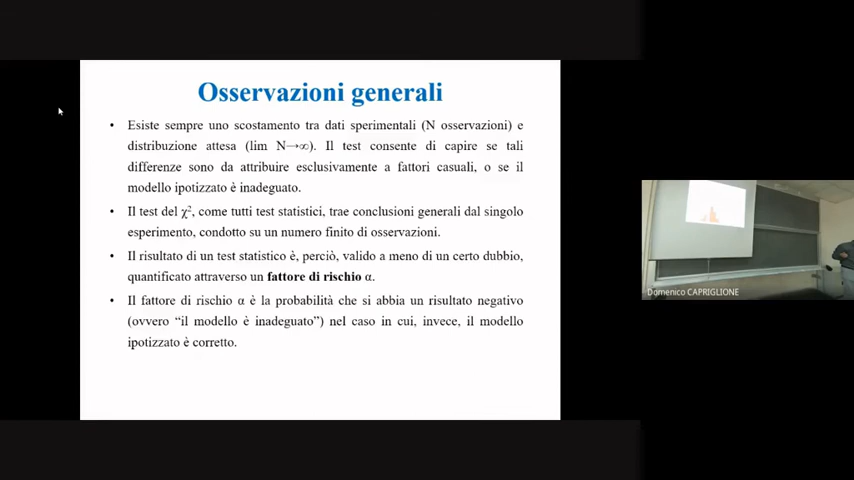 Osservazioni generali
• Esiste sempre uno scostamento tra dati sperimentali (N osservazioni) e
distribuzione attesa (lim N→∞). Il test consente di capire se tali
differenze sono da attribuire esclusivamente a fattori casuali, o se il
modello ipotizzato è inadeguato.
• Il test del χ², come tutti test statistici, trae conclusioni generali dal singolo
esperimento, condotto su un numero finito di osservazioni.
• Il risultato di un test statistico è, perciò, valido a meno di un certo dubbio,
quantificato attraverso un fattore di rischio α.
• Il fattore di rischio α è la probabilità che si abbia un risultato negativo
(ovvero “il modello è inadeguato”) nel caso in cui, invece, il modello
ipotizzato è corretto.
Domenico CAPRIGLIONE